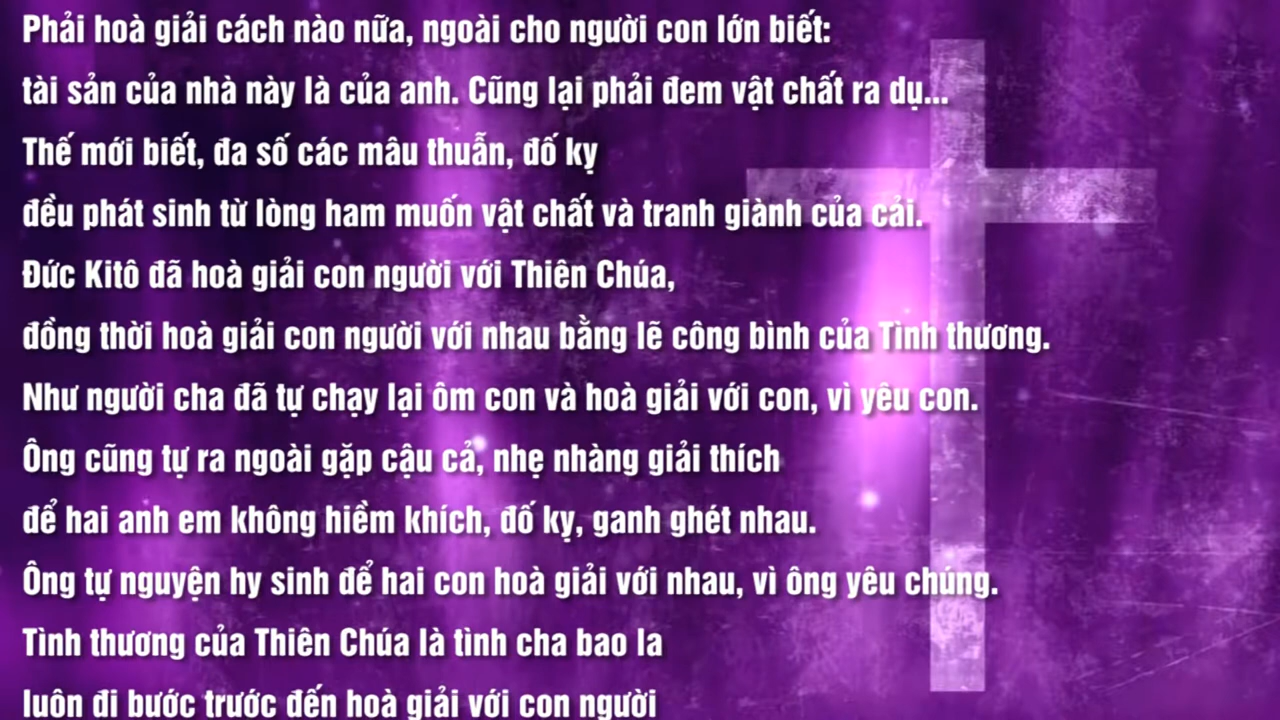 Phải hoà giải cách nào nữa, ngoài cho người con lớn biết:
tài sản của nhà này là của anh. Cũng lại phải đem vật chất ra dụ...
Thế mới biết, đa số các mâu thuẫn, đố kỵ
đều phát sinh từ lòng ham muốn vật chất và tranh giành của cải.
Đức Kitô đã hoà giải con người với Thiên Chúa,
đồng thời hoà giải con người với nhau bằng lẽ công bình của Tình thương.
Như người cha đã tự chạy lại ôm con và hoà giải với con, vì yêu con.
Ông cũng tự ra ngoài gặp cậu cả, nhẹ nhàng giải thích
để hai anh em không hiềm khích, đố kỵ, ganh ghét nhau.
Ông tự nguyện hy sinh để hai con hoà giải với nhau, vì ông yêu chúng.
Tình thương của Thiên Chúa là tình cha bao la
luôn đi bước trước đến hoà giải với con người